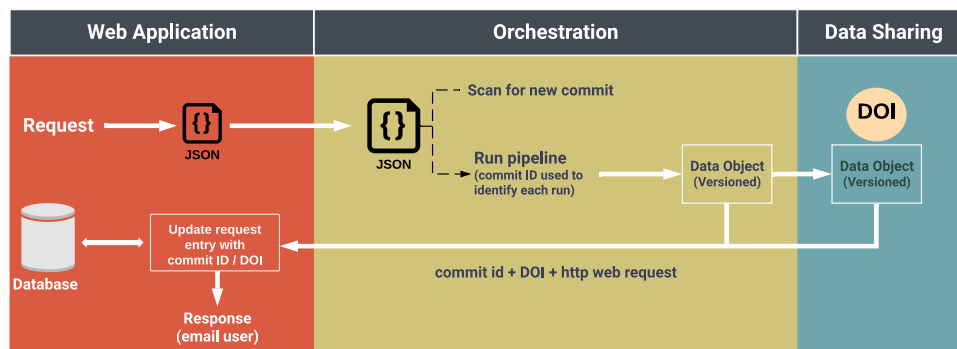 Web Application
Orchestration
Data Sharing
Request
{ }
JSON
{ }
JSON
Scan for new commit
Run pipeline
(commit ID used to
identify each run)
Data Object
(Versioned)
DOI
Data Object
(Versioned)
Database
Update request
entry with
commit ID / DOI
commit id + DOI + http web request
Response
(email user)